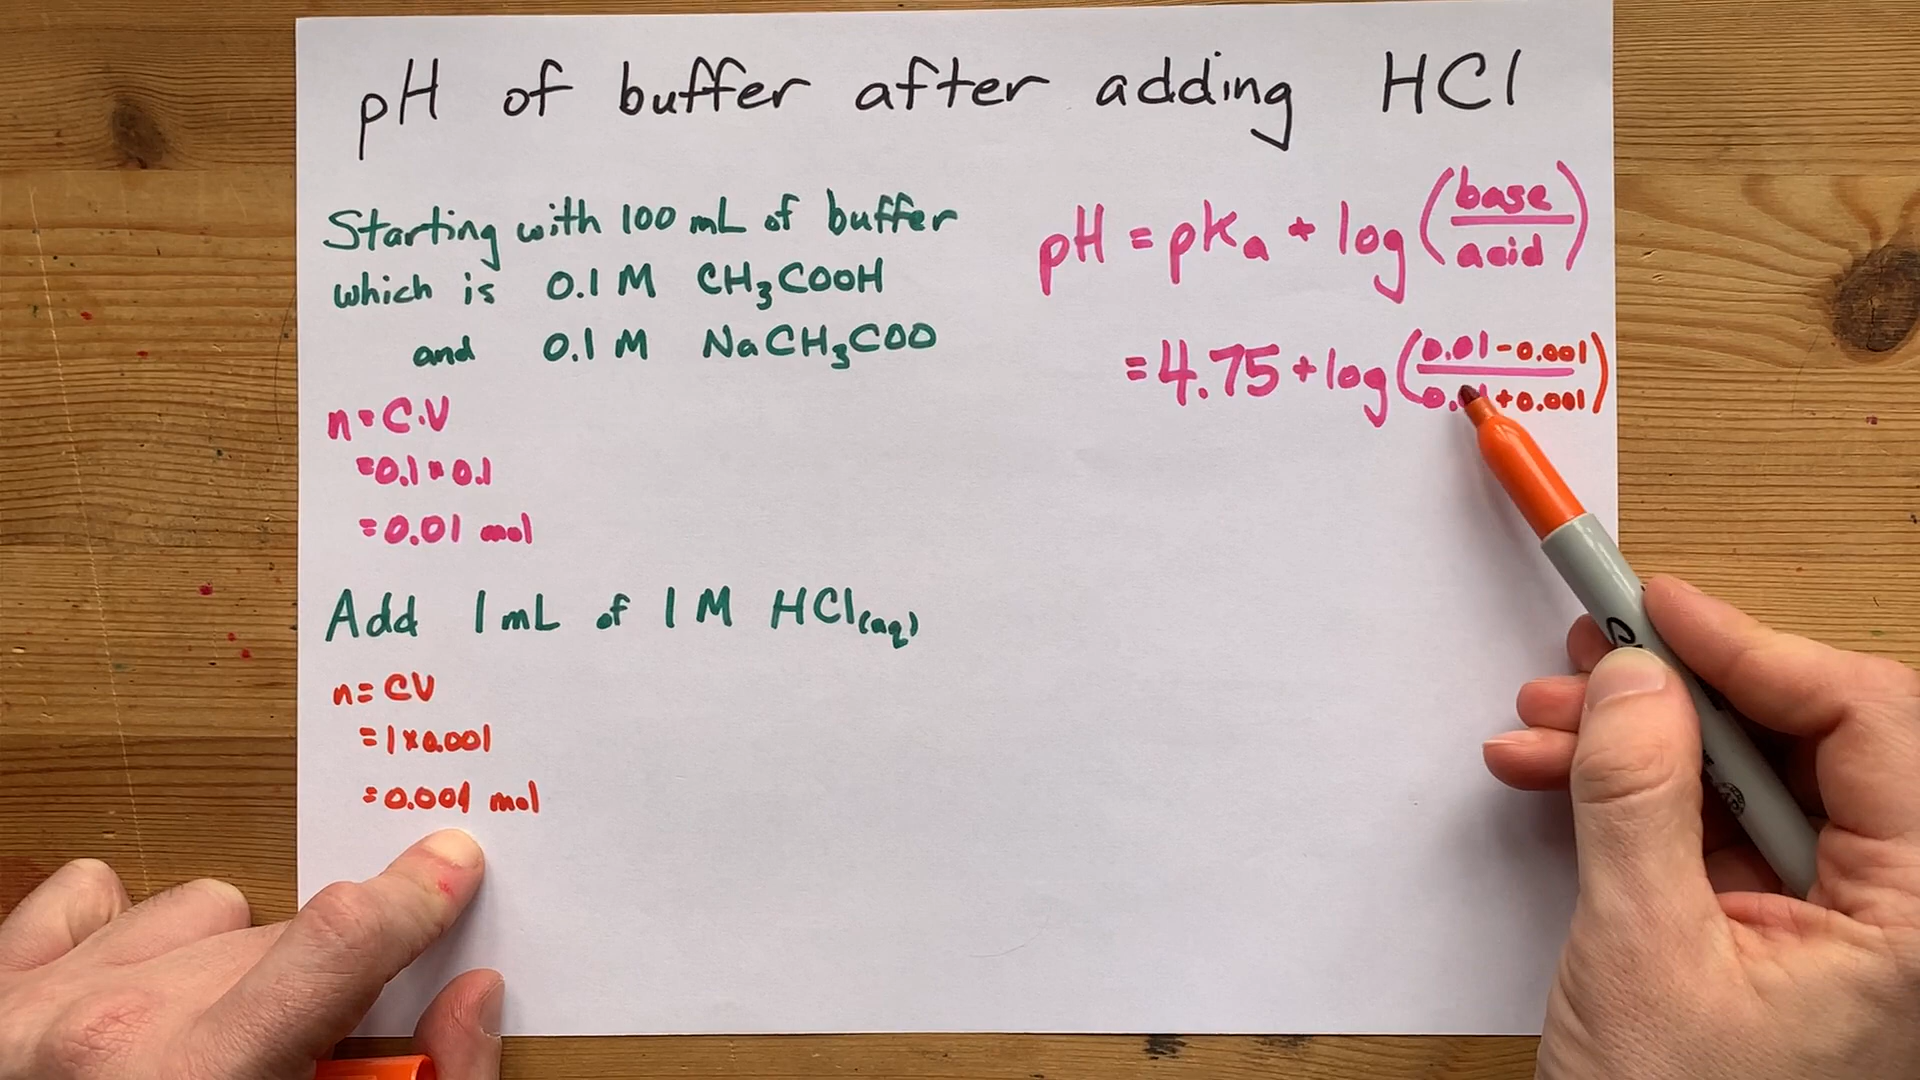 pH of buffer after adding HCl
Starting with 100 mL of buffer
which is 0.1 M CH₃COOH
and 0.1 M NaCH₃COO
n = C·V
= 0.1 × 0.1
= 0.01 mol
Add 1 mL of 1 M HCl(aq)
n = CV
= 1 × 0.001
= 0.001 mol
pH = pKa + log (base/acid)
= 4.75 + log (0.01 - 0.001/0.01 + 0.001)